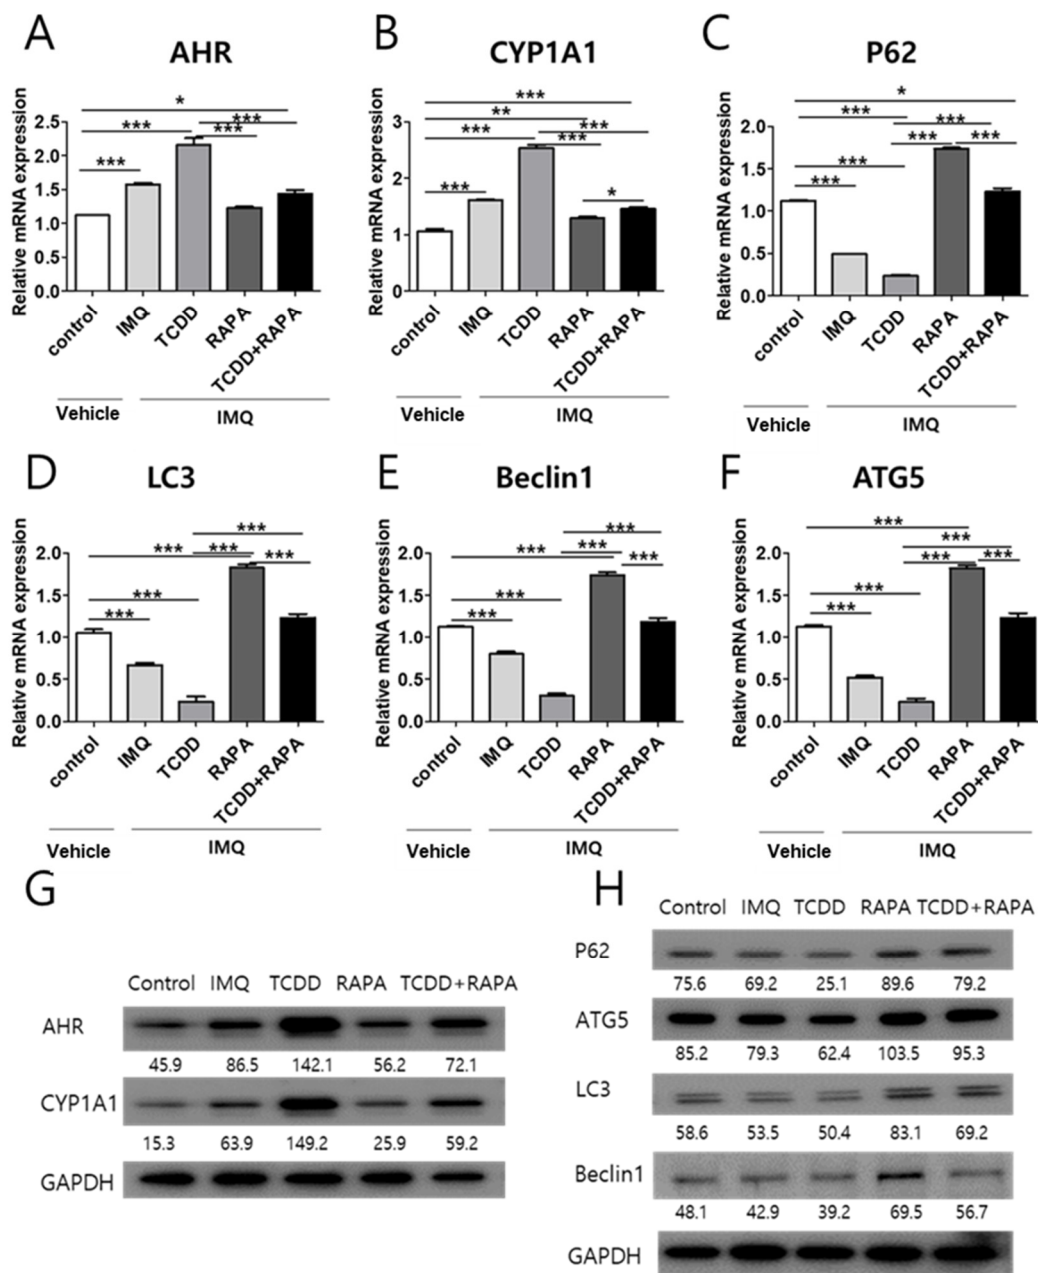 A
AHR
Relative mRNA expression
2.5
2.0
1.5
1.0
0.5
0.0
*
***
***
***
***
control
IMQ
TCDD
RAPA
TCDD+RAPA
Vehicle
IMQ
B
CYP1A1
Relative mRNA expression
3
2
1
0
***
**
***
***
***
***
*
control
IMQ
TCDD
RAPA
TCDD+RAPA
Vehicle
IMQ
C
P62
Relative mRNA expression
2.0
1.5
1.0
0.5
0.0
*
***
***
***
***
***
***
control
IMQ
TCDD
RAPA
TCDD+RAPA
Vehicle
IMQ
D
LC3
Relative mRNA expression
2.0
1.5
1.0
0.5
0.0
***
***
***
***
***
***
control
IMQ
TCDD
RAPA
TCDD+RAPA
Vehicle
IMQ
E
Beclin1
Relative mRNA expression
2.0
1.5
1.0
0.5
0.0
***
***
***
***
***
***
control
IMQ
TCDD
RAPA
TCDD+RAPA
Vehicle
IMQ
F
ATG5
Relative mRNA expression
2.0
1.5
1.0
0.5
0.0
***
***
***
***
***
***
control
IMQ
TCDD
RAPA
TCDD+RAPA
Vehicle
IMQ
G
Control IMQ TCDD RAPA TCDD+RAPA
AHR
45.9 86.5 142.1 56.2 72.1
CYP1A1
15.3 63.9 149.2 25.9 59.2
GAPDH
H
Control IMQ TCDD RAPA TCDD+RAPA
P62
75.6 69.2 25.1 89.6 79.2
ATG5
85.2 79.3 62.4 103.5 95.3
LC3
58.6 53.5 50.4 83.1 69.2
Beclin1
48.1 42.9 39.2 69.5 56.7
GAPDH